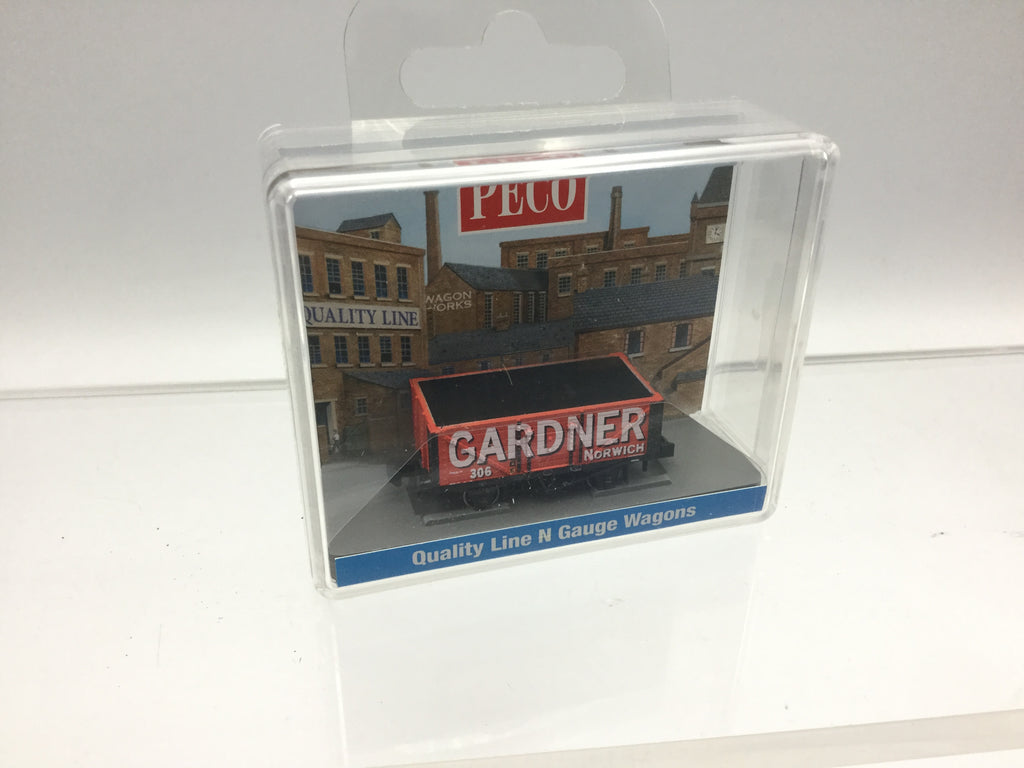 PECO
WAGON
WORKS
QUALITY LINE
GARDNER
NORWICH
306
Quality Line N Gauge Wagons